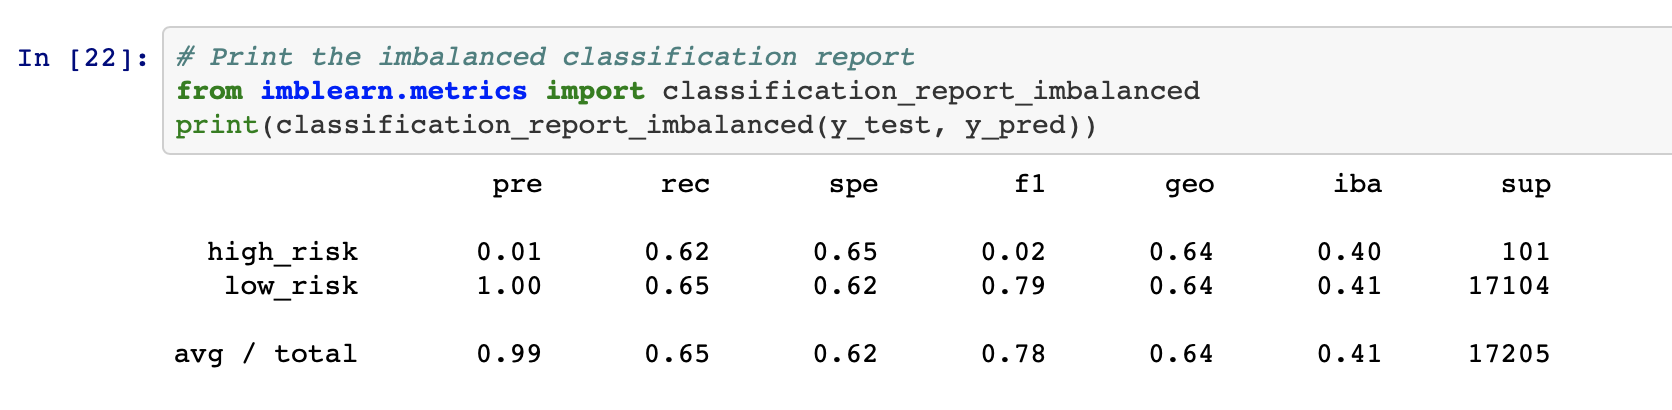 In [22]: # Print the imbalanced classification report
from imblearn.metrics import classification_report_imbalanced
print(classification_report_imbalanced(y_test, y_pred))
pre rec spe f1 geo iba sup
high_risk 0.01 0.62 0.65 0.02 0.64 0.40 101
low_risk 1.00 0.65 0.62 0.79 0.64 0.41 17104
avg / total 0.99 0.65 0.62 0.78 0.64 0.41 17205